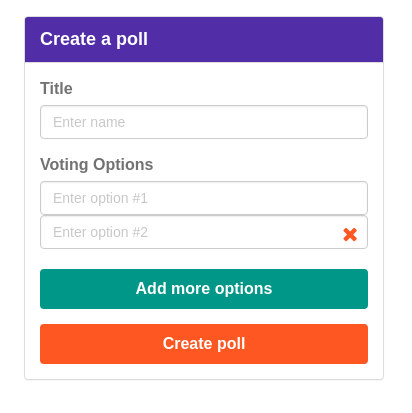 Create a poll
Title
Enter name
Voting Options
Enter option #1
Enter option #2
Add more options
Create poll